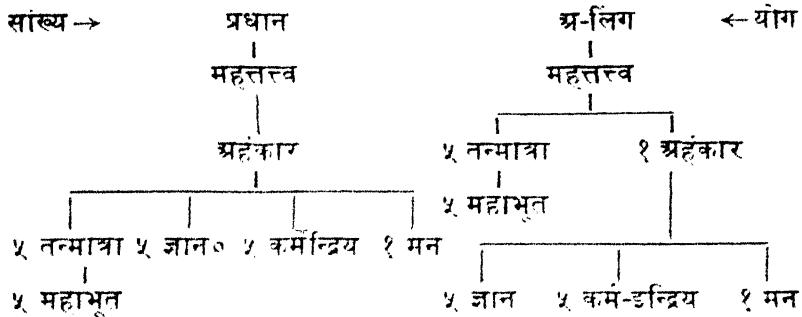 सांख्य → प्रधान अ-लिंग ← योग
महत्तत्त्व महत्तत्त्व
अहंकार ५ तन्मात्रा १ अहंकार
५ महाभूत
५ तन्मात्रा ५ ज्ञान० ५ कर्मेन्द्रिय १ मन
५ महाभूत ५ ज्ञान ५ कर्म-इन्द्रिय १ मन